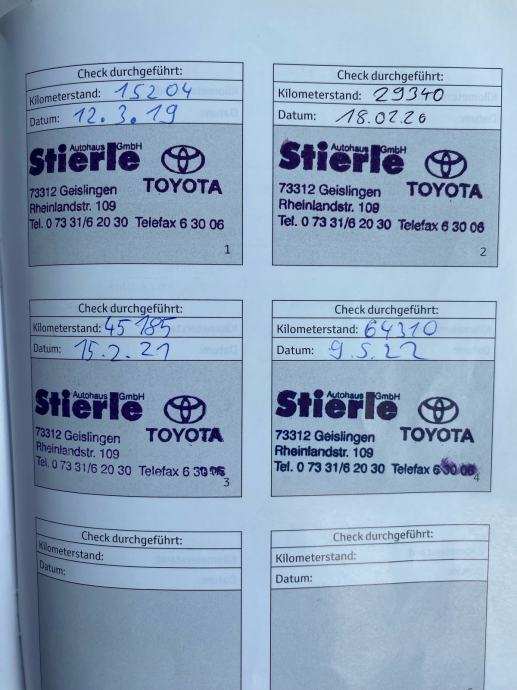 Check durchgeführt:
Kilometerstand: 15204
Datum: 12.3.19
Autohaus GmbH
Stierle
TOYOTA
73312 Geislingen
Rheinlandstr. 109
Tel. 0 73 31/6 20 30 Telefax 6 30 06
1
Check durchgeführt:
Kilometerstand: 29340
Datum: 18.02.20
Autohaus GmbH
Stierle
TOYOTA
73312 Geislingen
Rheinlandstr. 109
Tel. 0 73 31/6 20 30 Telefax 6 30 06
2
Check durchgeführt:
Kilometerstand: 45185
Datum: 15.2.21
Autohaus GmbH
Stierle
TOYOTA
73312 Geislingen
Rheinlandstr. 109
Tel. 0 73 31/6 20 30 Telefax 6 30 06
3
Check durchgeführt:
Kilometerstand: 64310
Datum: 9.5.22
Autohaus GmbH
Stierle
TOYOTA
73312 Geislingen
Rheinlandstr. 109
Tel. 0 73 31/6 20 30 Telefax 6 30 06
4
Check durchgeführt:
Kilometerstand:
Datum:
Check durchgeführt:
Kilometerstand:
Datum: